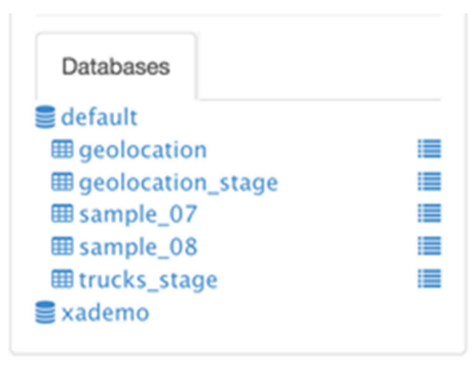 Databases
default
geolocation
geolocation_stage
sample_07
sample_08
trucks_stage
xademo